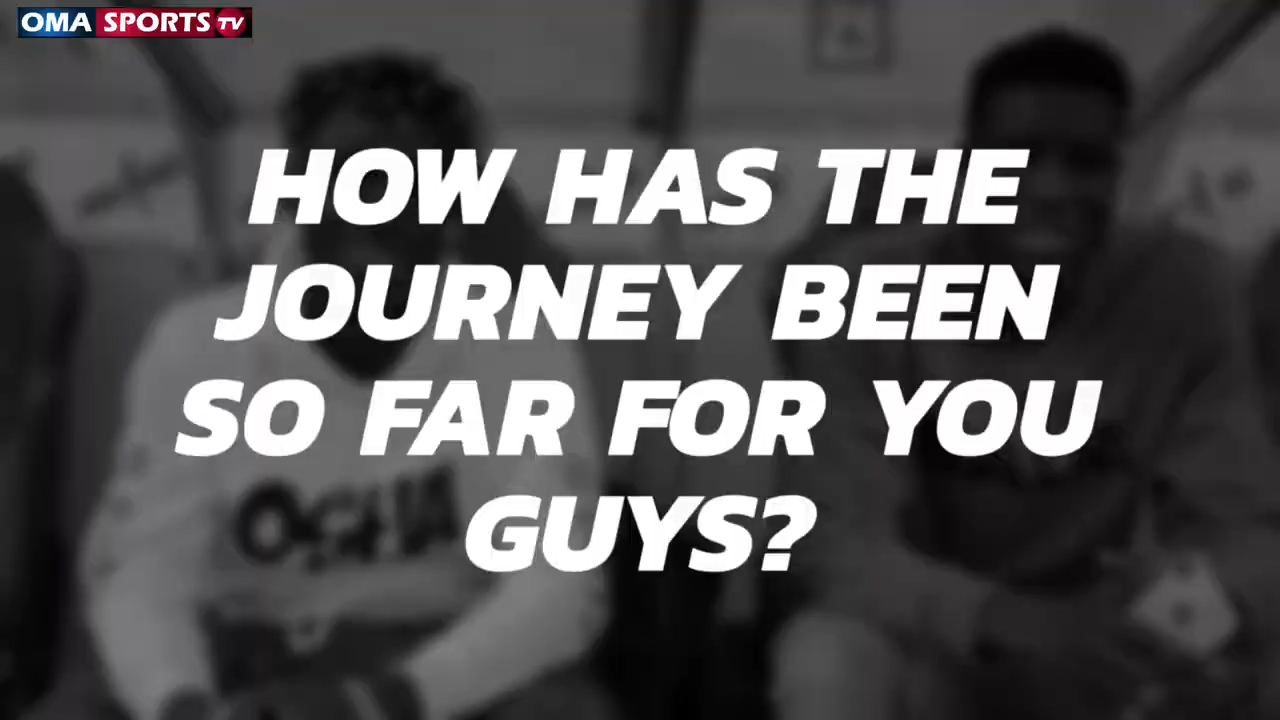 OMA SPORTS TV
HOW HAS THE
JOURNEY BEEN
SO FAR FOR YOU
GUYS?